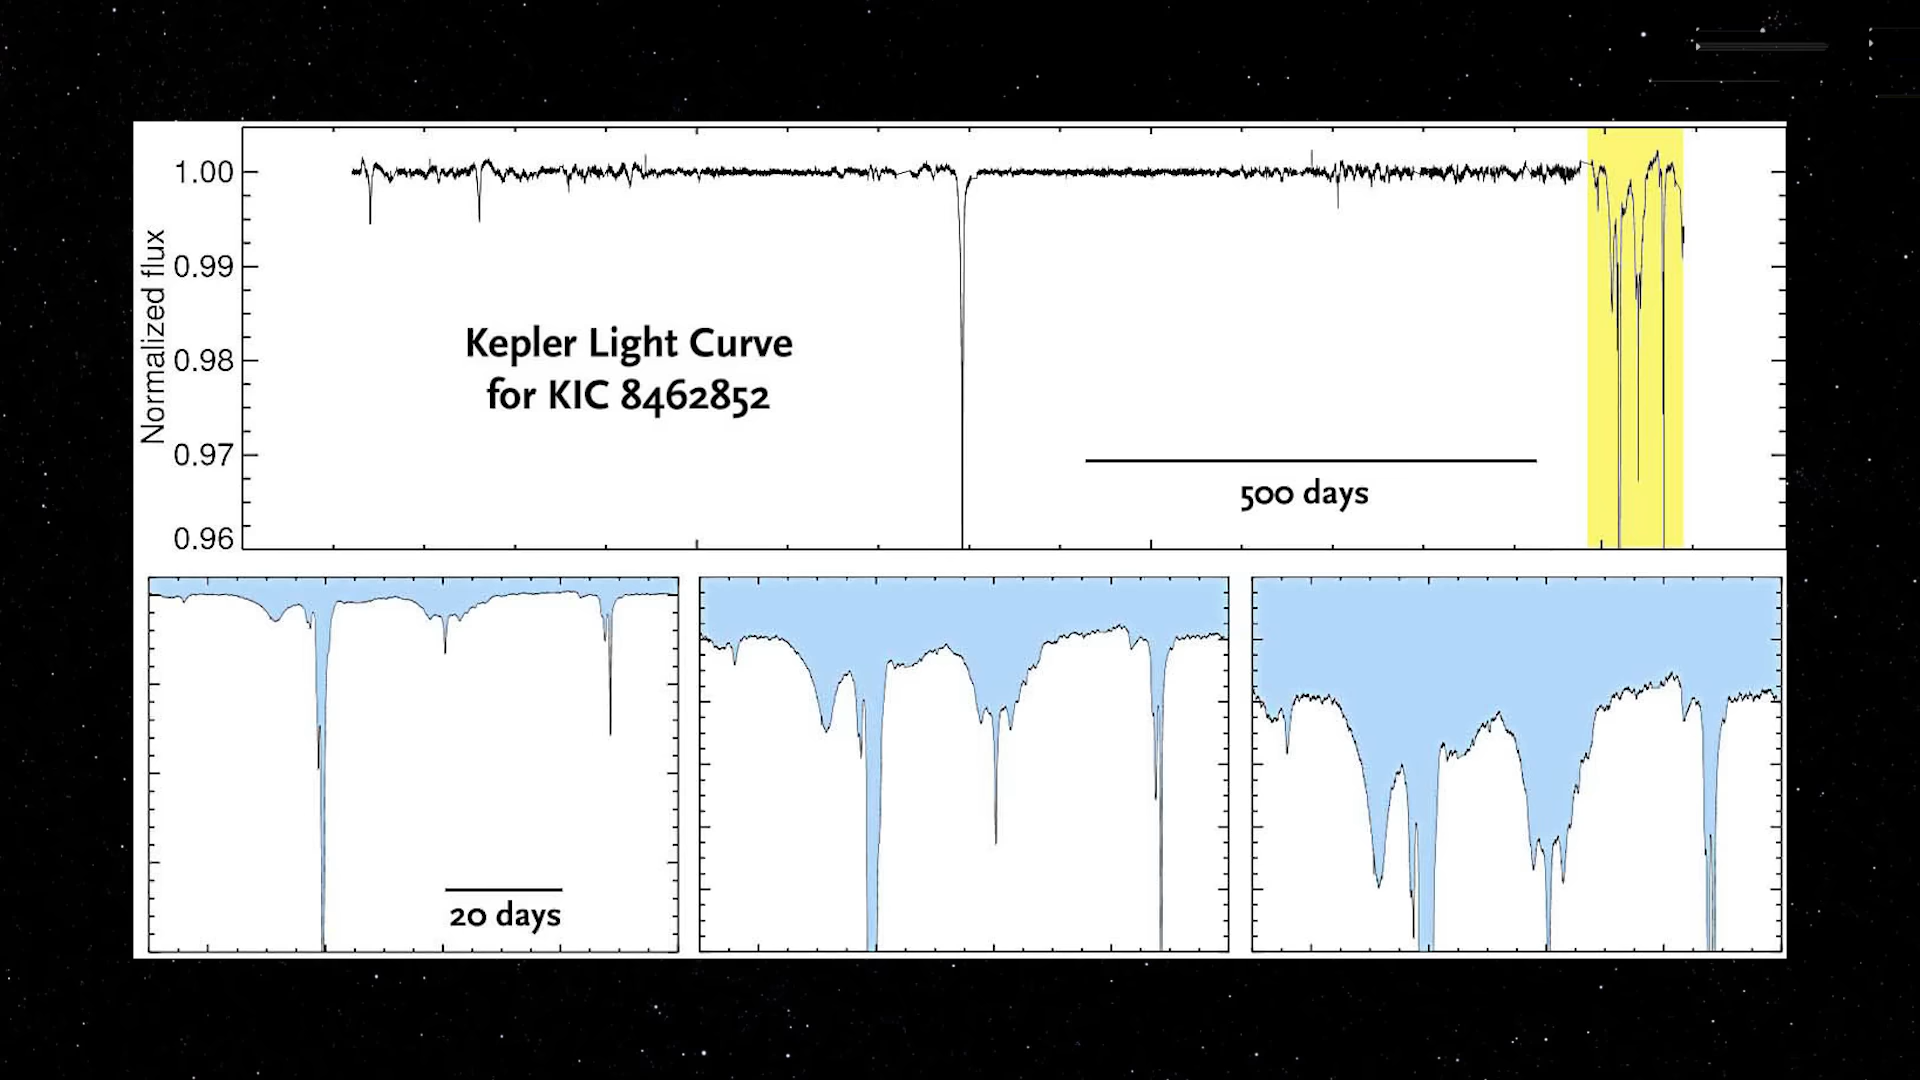 1.00
0.99
0.98
0.97
0.96
Normalized flux
Kepler Light Curve
for KIC 8462852
500 days
20 days